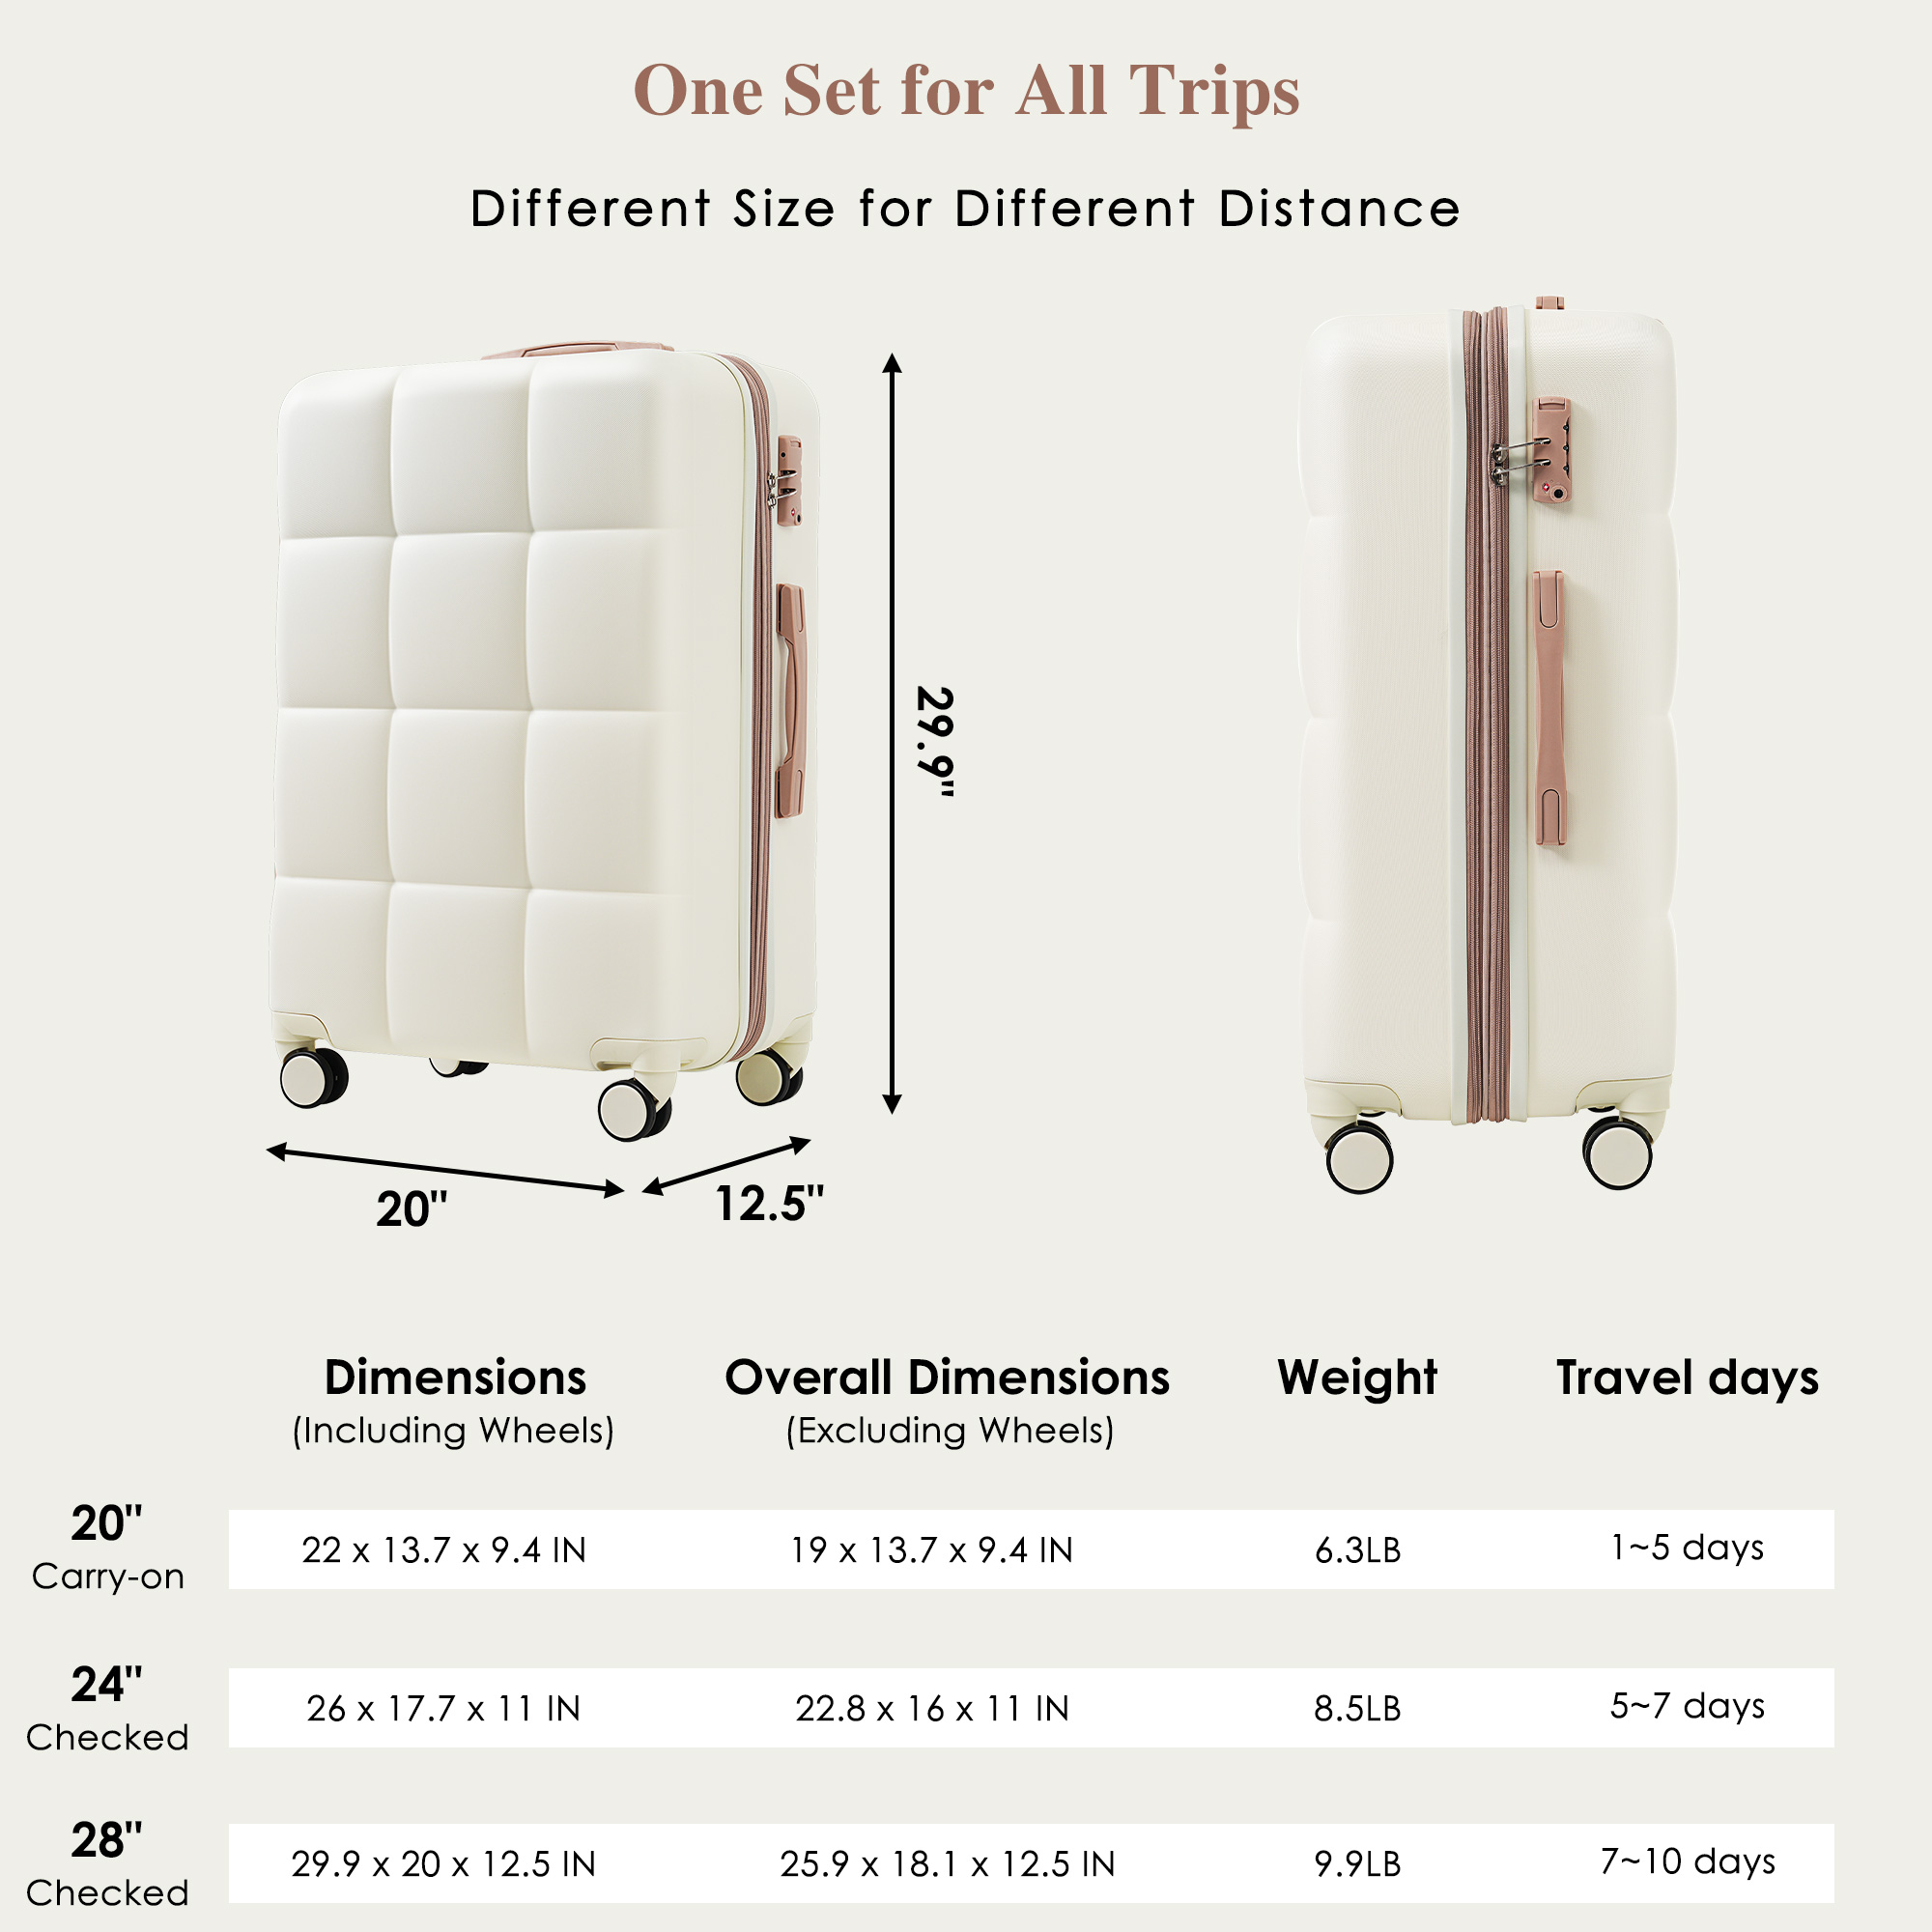 One Set for All Trips
Different Size for Different Distance
29.9"
20"
12.5"
Dimensions Overall Dimensions Weight Travel days
(Including Wheels) (Excluding Wheels)
20"
Carry-on
22 x 13.7 x 9.4 IN 19 x 13.7 x 9.4 IN 6.3LB 1~5 days
24"
Checked
26 x 17.7 x 11 IN 22.8 x 16 x 11 IN 8.5LB 5~7 days
28"
Checked
29.9 x 20 x 12.5 IN 25.9 x 18.1 x 12.5 IN 9.9LB 7~10 days